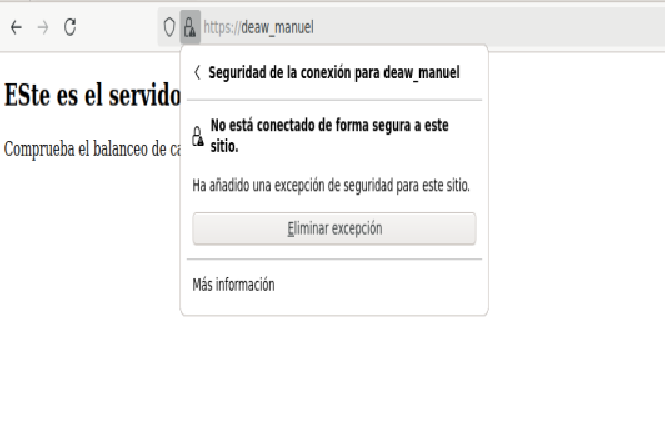 https://deaw_manuel
Seguridad de la conexión para deaw_manuel
ESte es el servido
No está conectado de forma segura a este
sitio.
Comprueba el balanceo de ca
Ha añadido una excepción de seguridad para este sitio.
Eliminar excepción
Más información